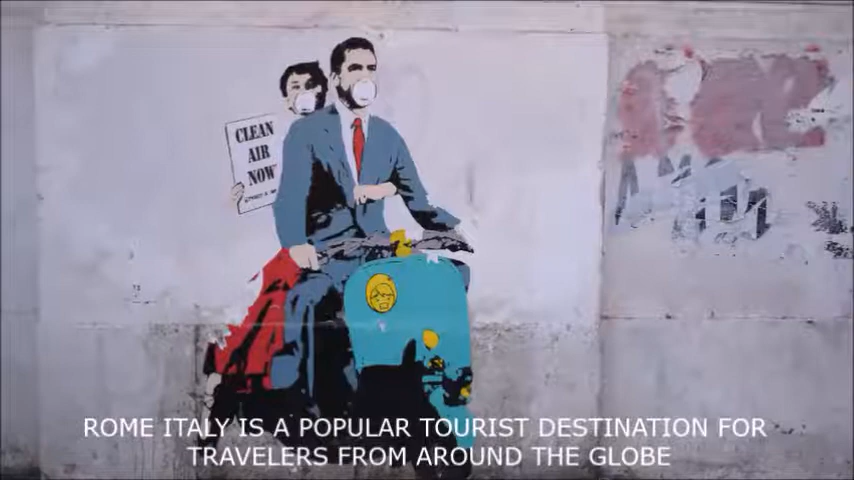 CLEAN
AIR
NOW
ROME ITALY IS A POPULAR TOURIST DESTINATION FOR
TRAVELERS FROM AROUND THE GLOBE